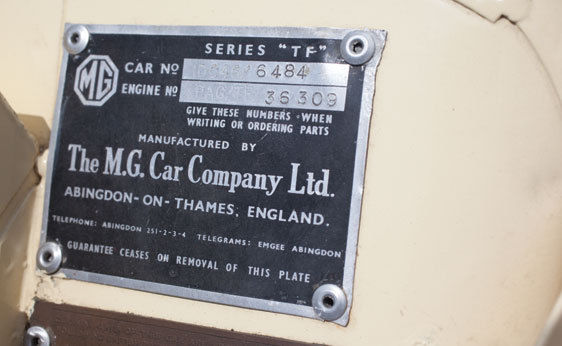 SERIES "TF"
MG CAR NO 6484
ENGINE NO 36309
GIVE THESE NUMBERS WHEN
WRITING OR ORDERING PARTS
MANUFACTURED BY
The M.G. Car Company Ltd.
ABINGDON-ON-THAMES, ENGLAND.
TELEPHONE: ABINGDON 251-2-3-4 TELEGRAMS: EMGEE ABINGDON
GUARANTEE CEASES ON REMOVAL OF THIS PLATE